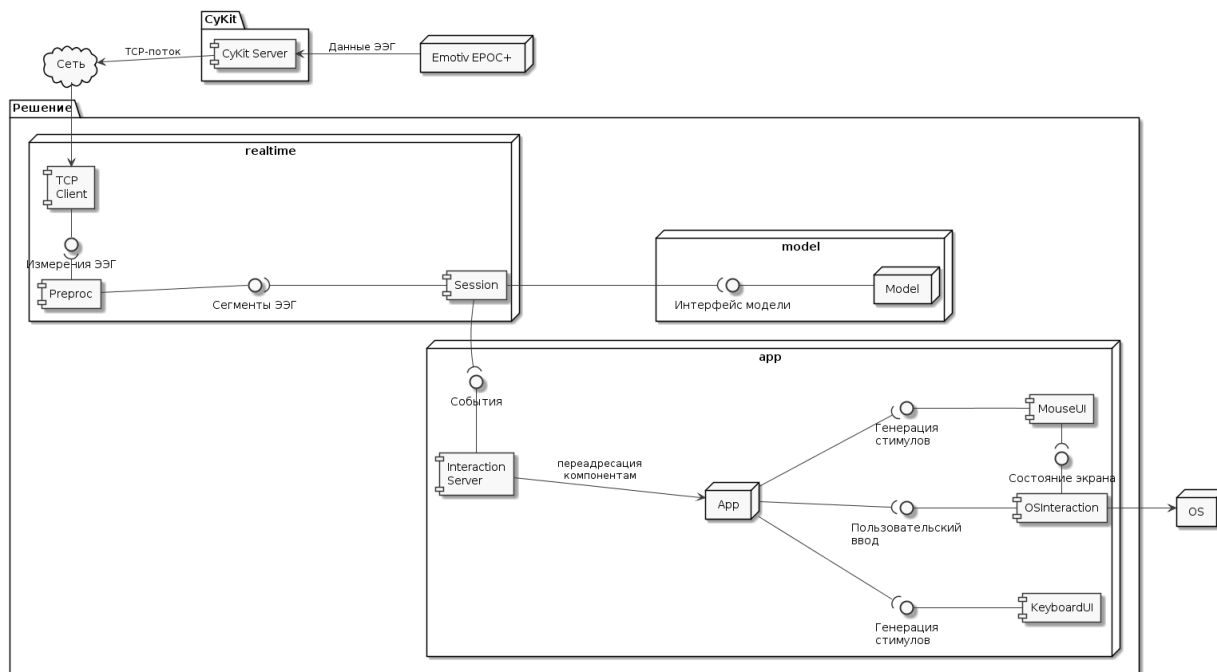 CyKit
CyKit Server
Данные ЭЭГ
Emotiv EPOC+
TCP-поток
Сеть
Решение
realtime
TCP
Client
Измерения ЭЭГ
Preproc
Сегменты ЭЭГ
Session
model
Интерфейс модели
Model
app
События
Interaction
Server
переадресация
компонентам
App
Генерация
стимулов
MouseUI
Состояние экрана
Пользовательский
ввод
OSInteraction
OS
Генерация
стимулов
KeyboardUI